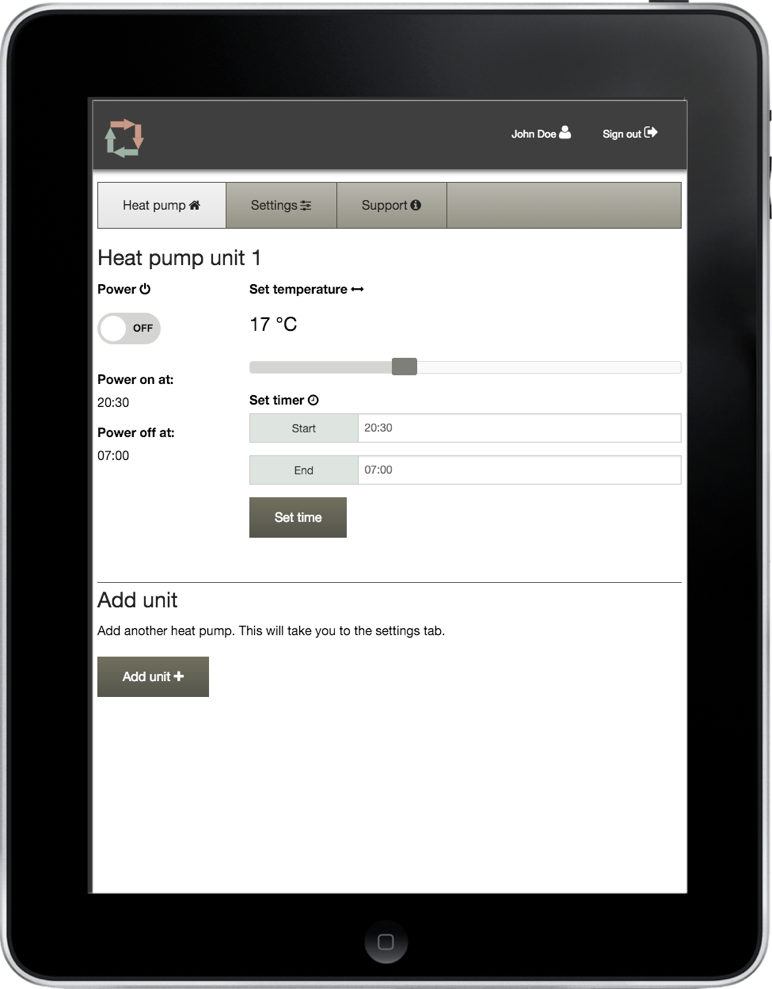 John Doe
Sign out
Heat pump
Settings
Support
Heat pump unit 1
Power
OFF
Power on at:
20:30
Power off at:
07:00
Set temperature
17 °C
Set timer
Start
20:30
End
07:00
Set time
Add unit
Add another heat pump. This will take you to the settings tab.
Add unit +